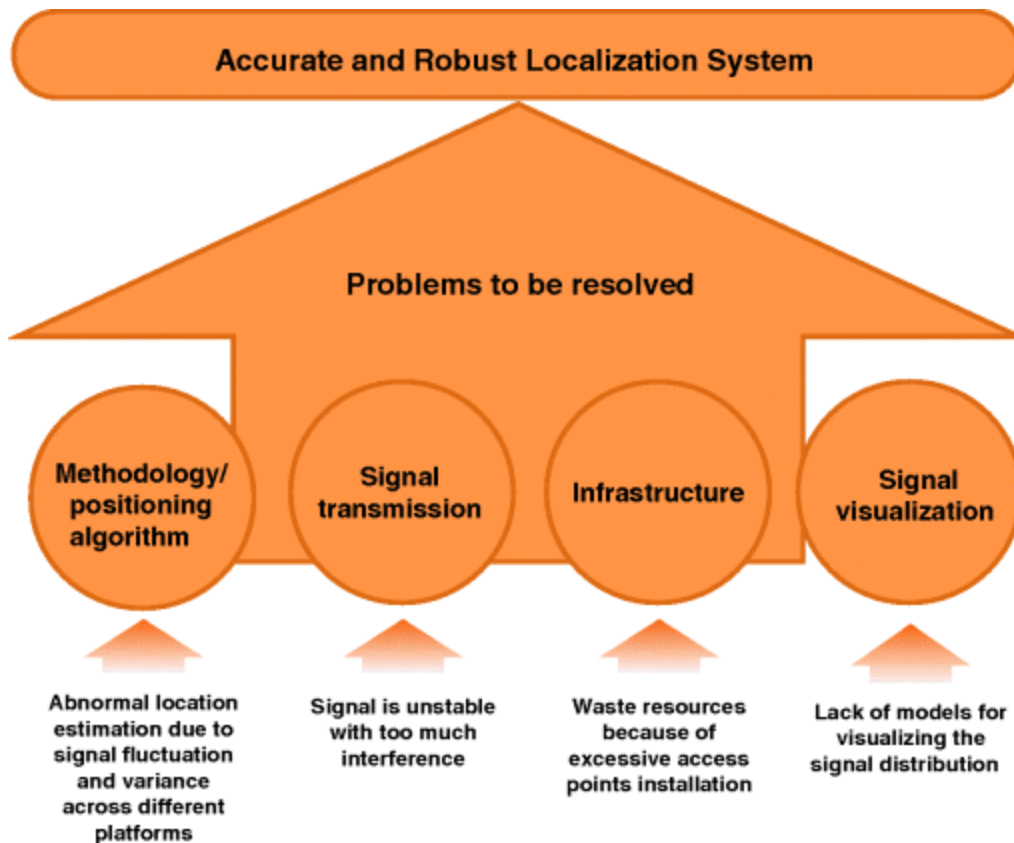 Accurate and Robust Localization System
Problems to be resolved
Methodology/
positioning
algorithm
Signal
transmission
Infrastructure
Signal
visualization
Abnormal location
estimation due to
signal fluctuation
and variance
across different
platforms
Signal is unstable
with too much
interference
Waste resources
because of
excessive access
points installation
Lack of models for
visualizing the
signal distribution